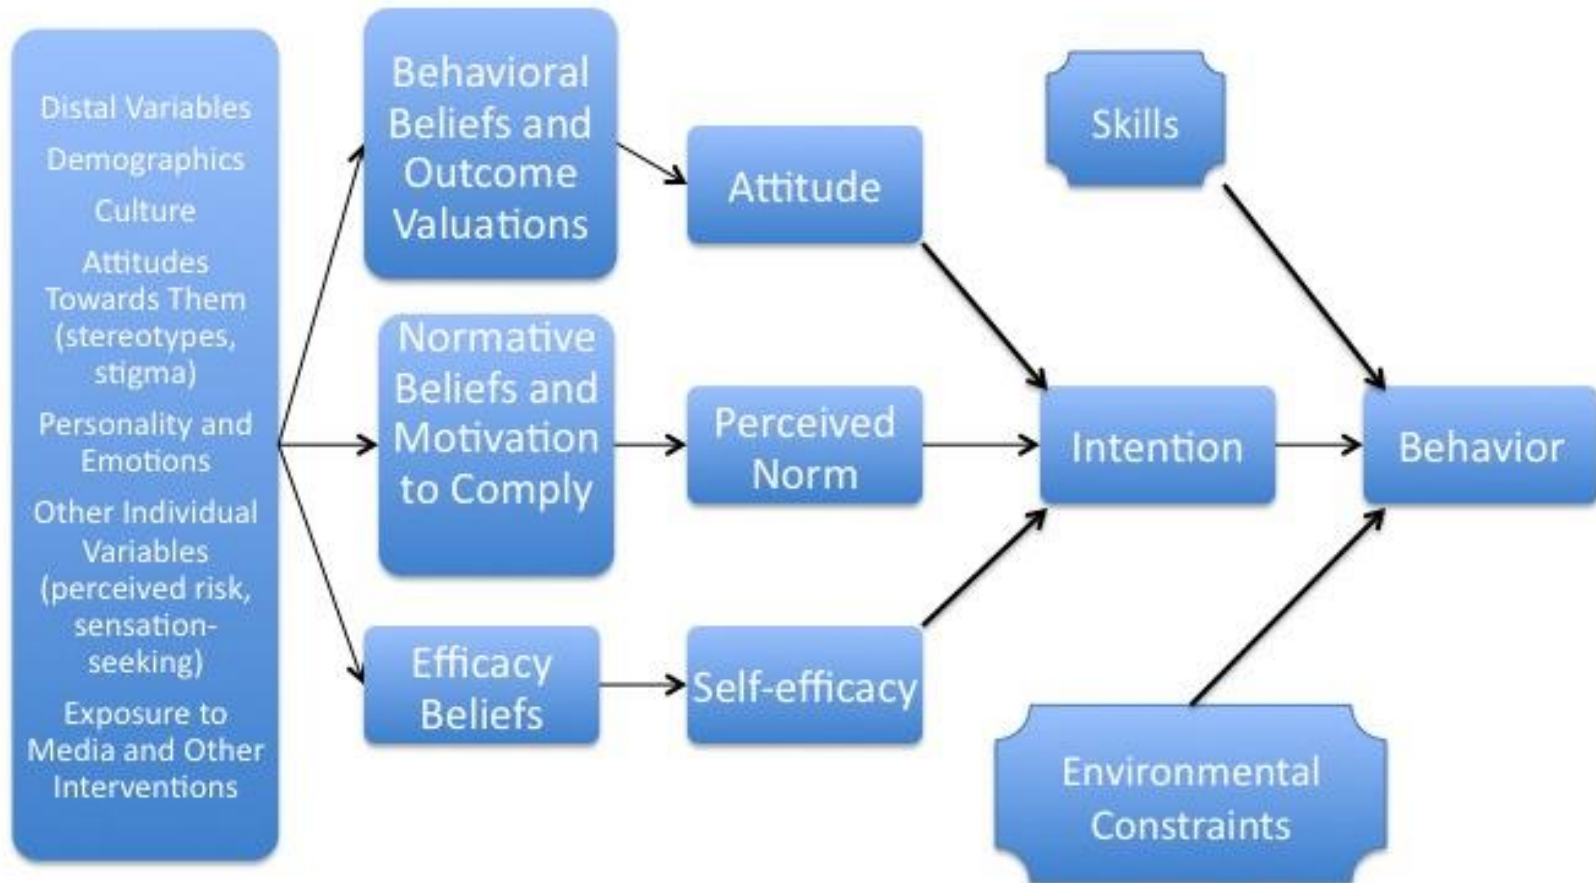 Distal Variables
Demographics
Culture
Attitudes
Towards Them
(stereotypes,
stigma)
Personality and
Emotions
Other Individual
Variables
(perceived risk,
sensation-
seeking)
Exposure to
Media and Other
Interventions
Behavioral
Beliefs and
Outcome
Valuations
Normative
Beliefs and
Motivation
to Comply
Efficacy
Beliefs
Attitude
Perceived
Norm
Self-efficacy
Skills
Intention
Behavior
Environmental
Constraints